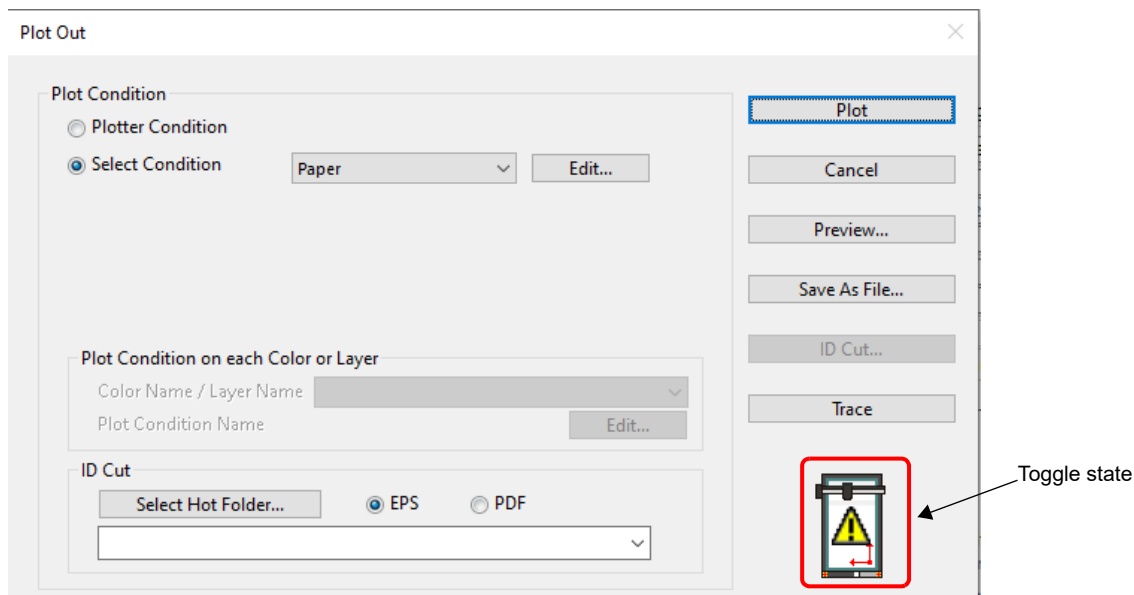 Plot Out
Plot Condition
Plotter Condition
Select Condition
Paper
Edit...
Plot Condition on each Color or Layer
Color Name / Layer Name
Plot Condition Name
Edit...
ID Cut
Select Hot Folder...
EPS
PDF
Plot
Cancel
Preview...
Save As File...
ID Cut...
Trace
Toggle state